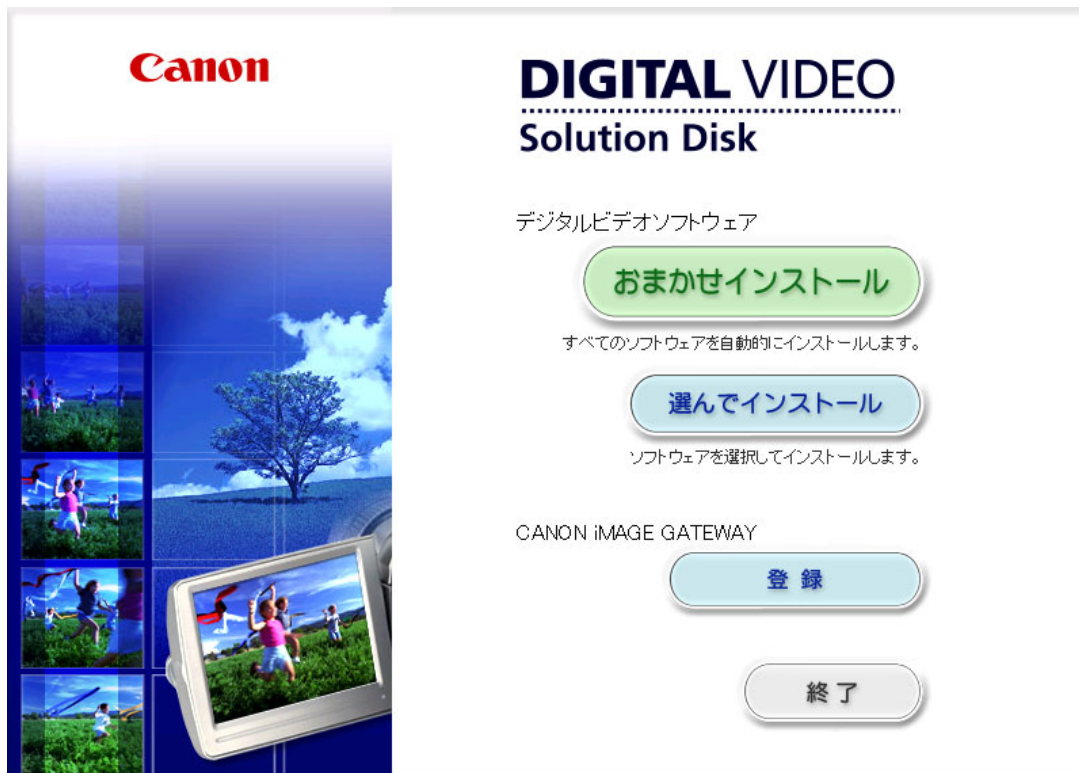 Canon
DIGITAL VIDEO
Solution Disk
デジタルビデオソフトウェア
おまかせインストール
すべてのソフトウェアを自動的にインストールします。
選んでインストール
ソフトウェアを選択してインストールします。
CANON iMAGE GATEWAY
登録
終了